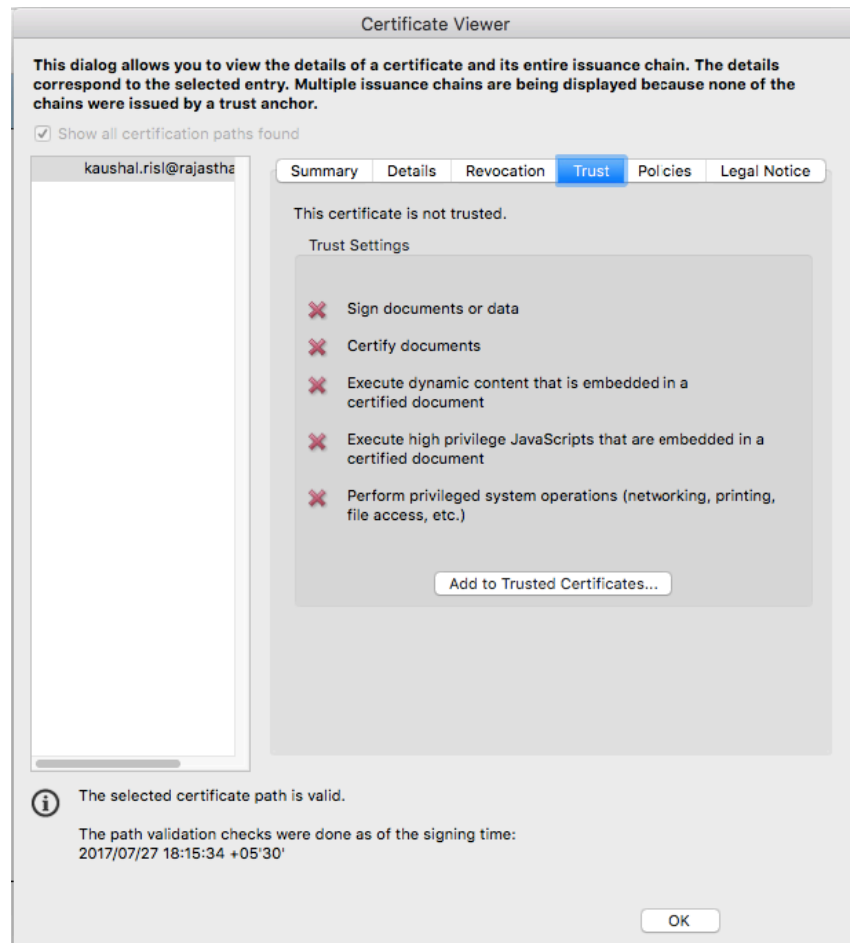 Certificate Viewer
This dialog allows you to view the details of a certificate and its entire issuance chain. The details
correspond to the selected entry. Multiple issuance chains are being displayed because none of the
chains were issued by a trust anchor.
Show all certification paths found
kaushal.risl@rajastha
Summary Details Revocation Trust Policies Legal Notice
This certificate is not trusted.
Trust Settings
Sign documents or data
Certify documents
Execute dynamic content that is embedded in a
certified document
Execute high privilege JavaScripts that are embedded in a
certified document
Perform privileged system operations (networking, printing,
file access, etc.)
Add to Trusted Certificates...
The selected certificate path is valid.
The path validation checks were done as of the signing time:
2017/07/27 18:15:34 +05'30'
OK